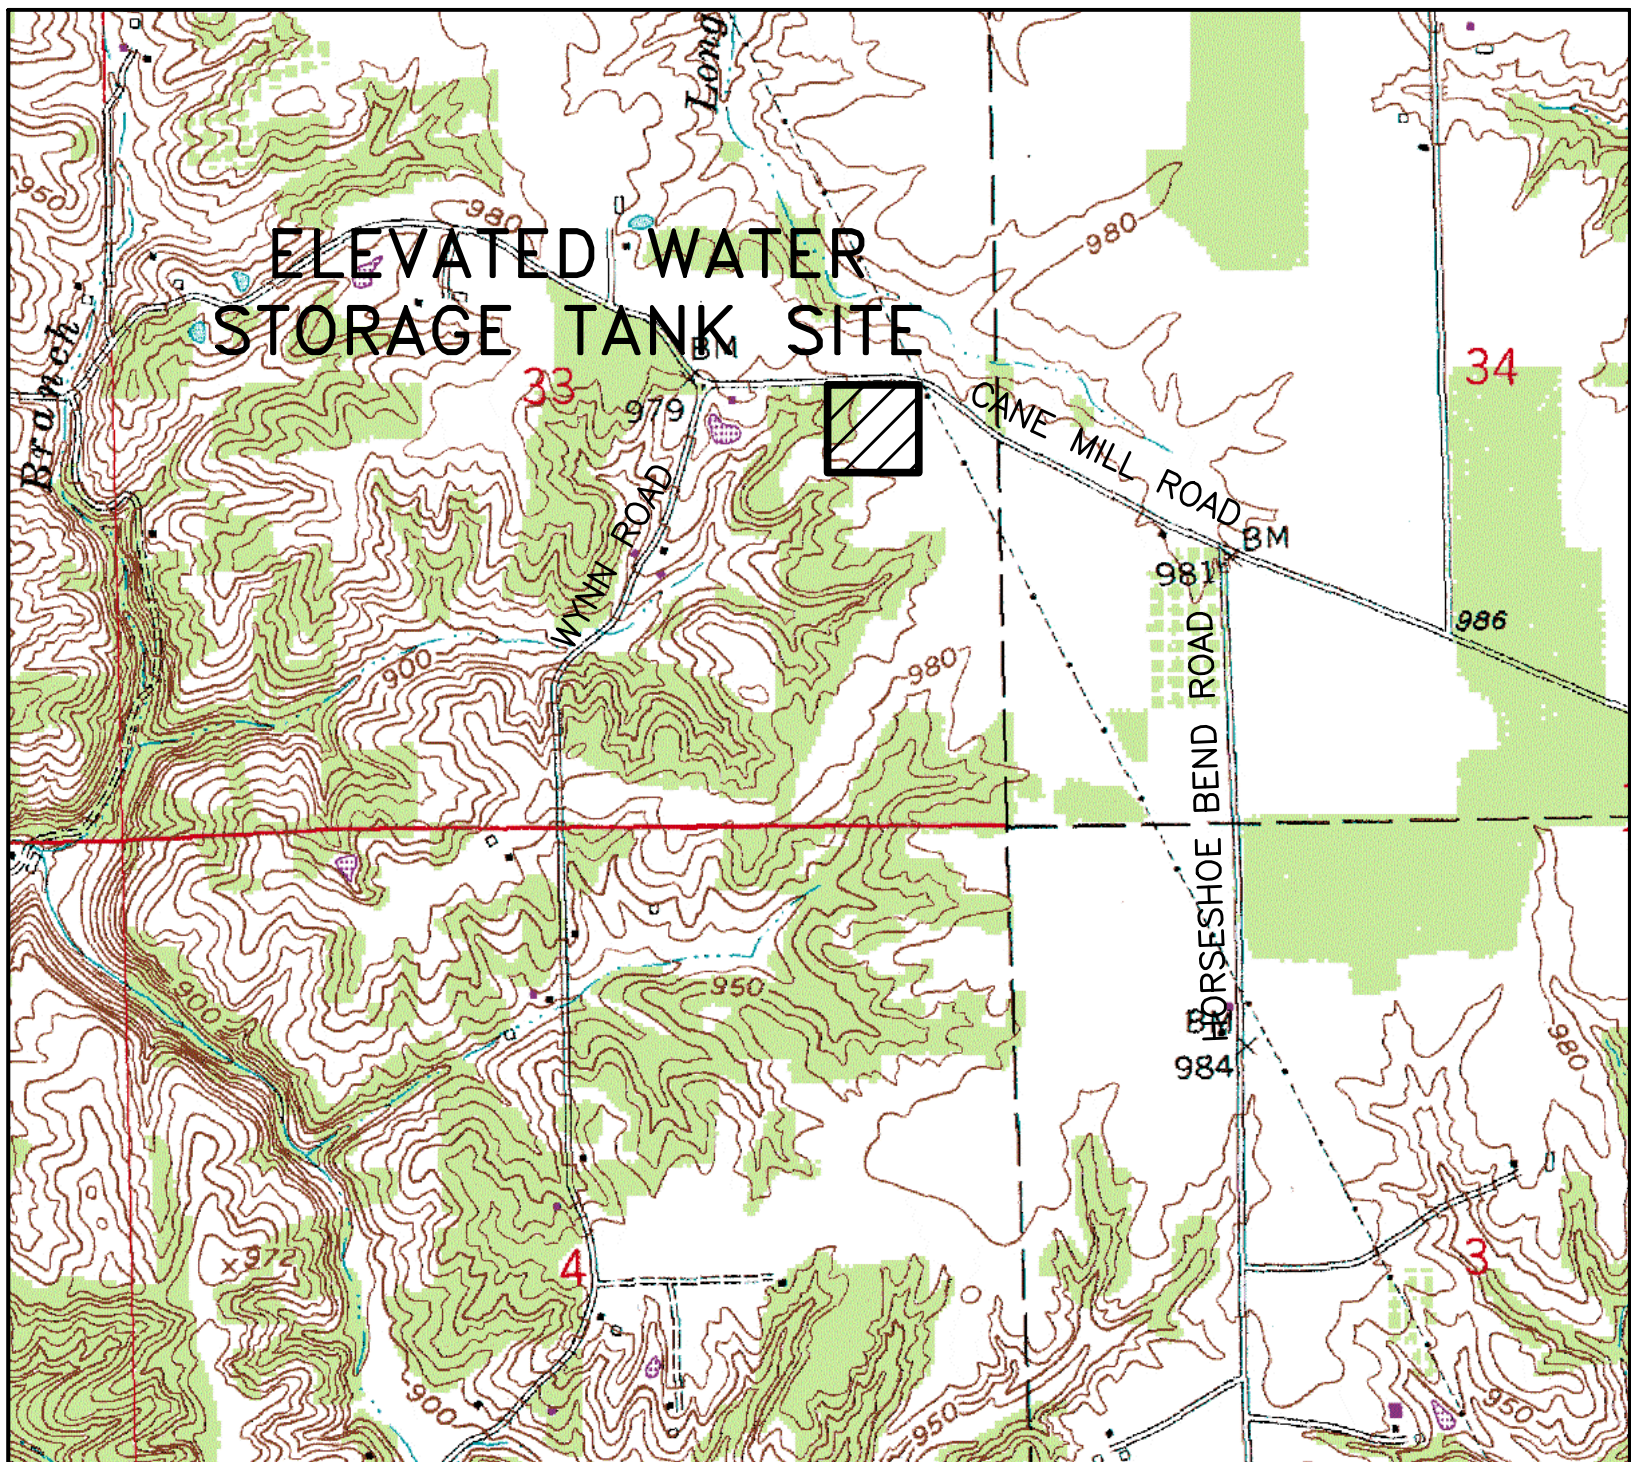 Long
950
980
980
ELEVATED WATER
STORAGE TANK SITE
Branch
BM
33
979
34
CANE MILL ROAD
WYNN ROAD
BM
981
986
HORSESHOE BEND ROAD
900
980
950
900
BM
984
980
972
4
3
900
950
950